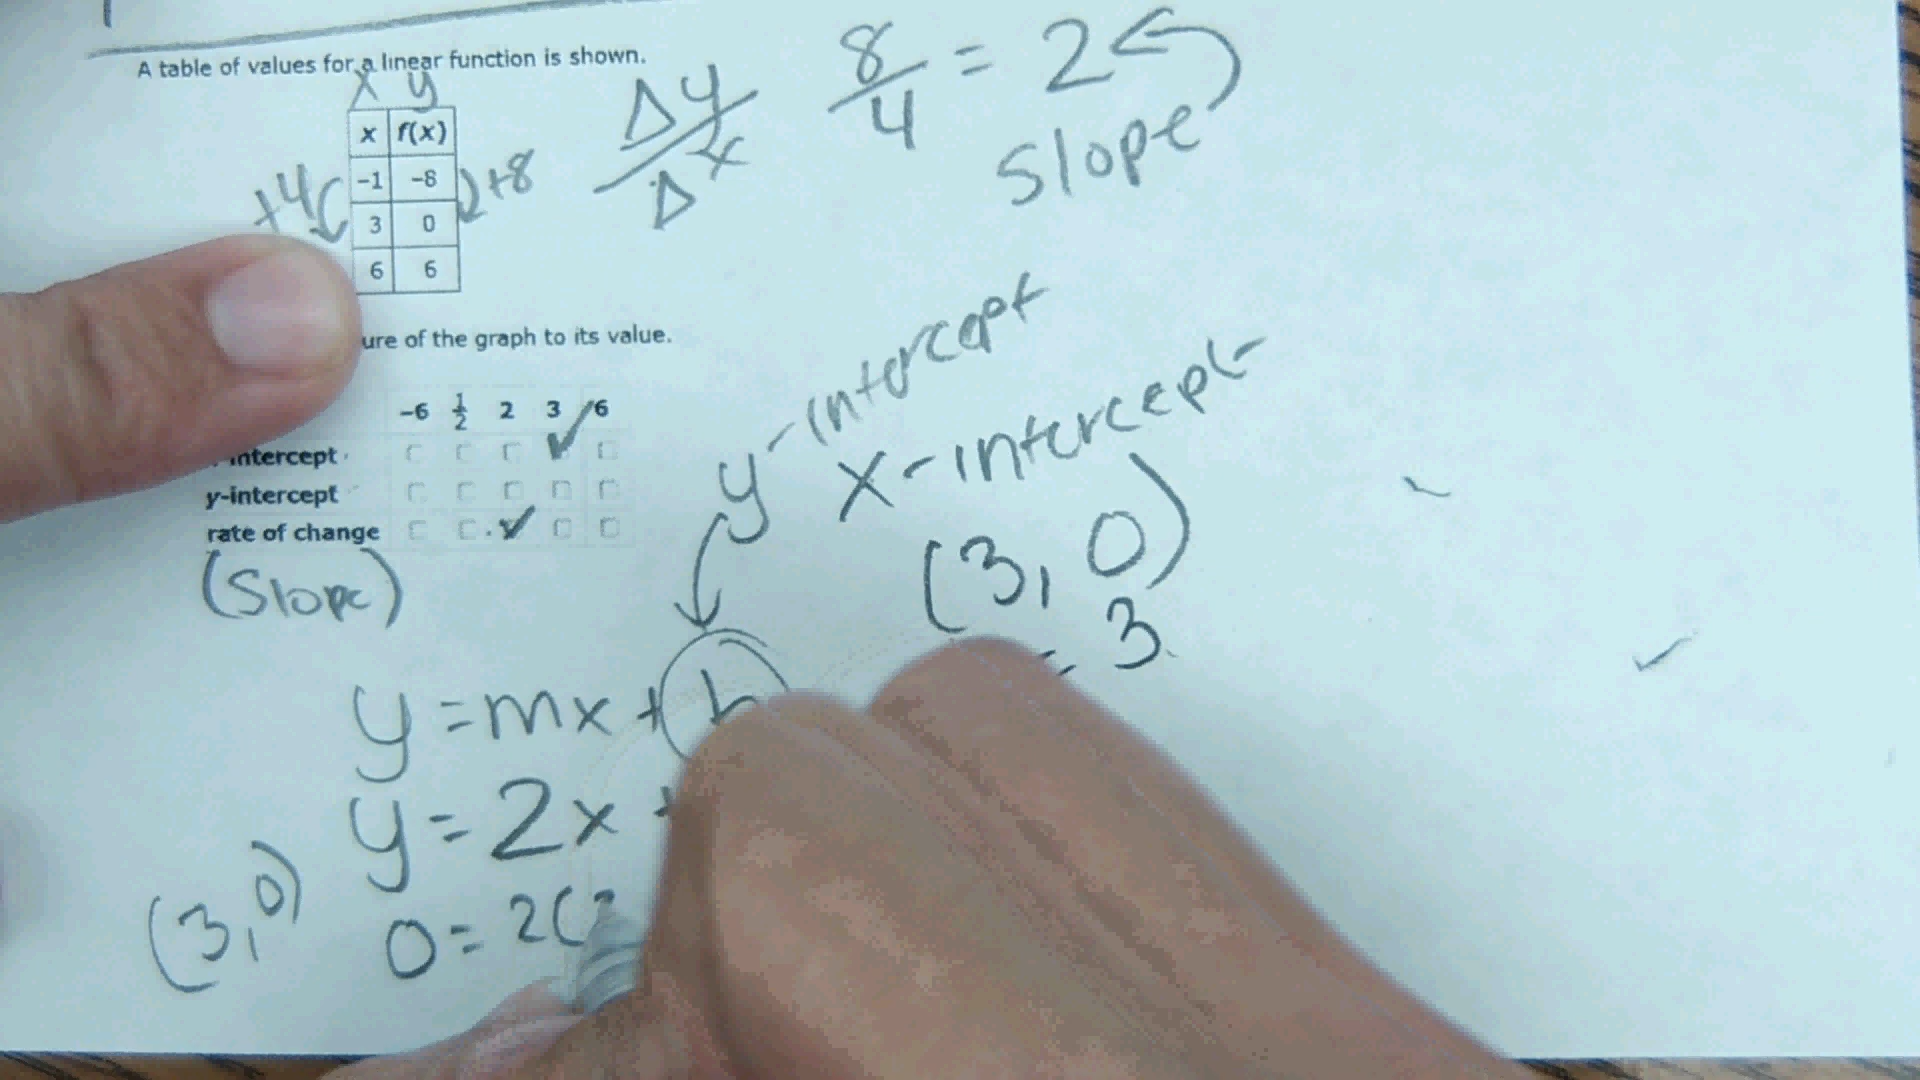 A table of values for a linear function is shown.
x y
x f(x)
-1 -8
3 0
6 6
+4
+8
Δy
Δx
8
4
= 2
Slope
ure of the graph to its value.
-6 1/2 2 3 6
intercept
y-intercept
rate of change
(Slope)
y-intercept
x-intercept
(3, 0)
= 3
y = mx + b
y = 2x +
(3, 0)
0 = 2(